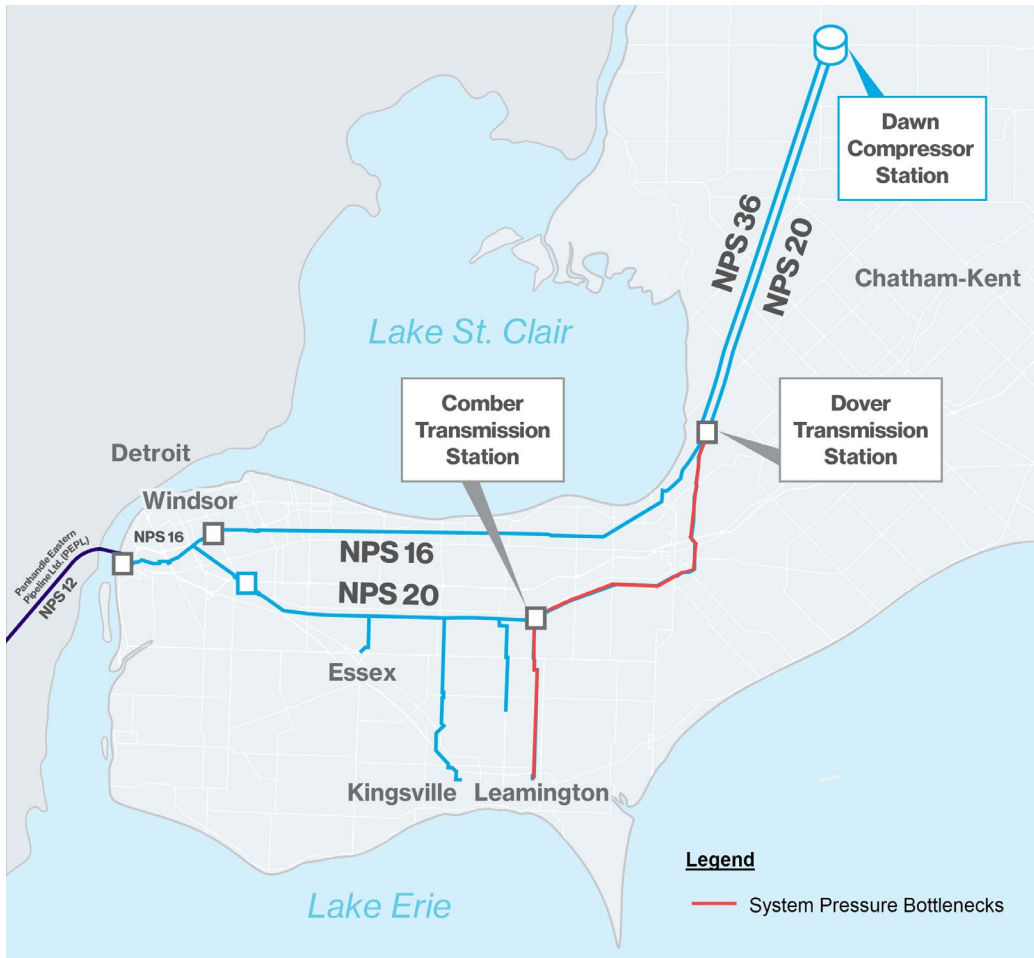 Dawn
Compressor
Station
NPS 36
NPS 20
Chatham-Kent
Lake St. Clair
Comber
Transmission
Station
Dover
Transmission
Station
Detroit
Windsor
NPS 16
Panhandle Eastern
Pipeline Ltd. (PEPL)
NPS 12
NPS 16
NPS 20
Essex
Kingsville
Leamington
Legend
System Pressure Bottlenecks
Lake Erie